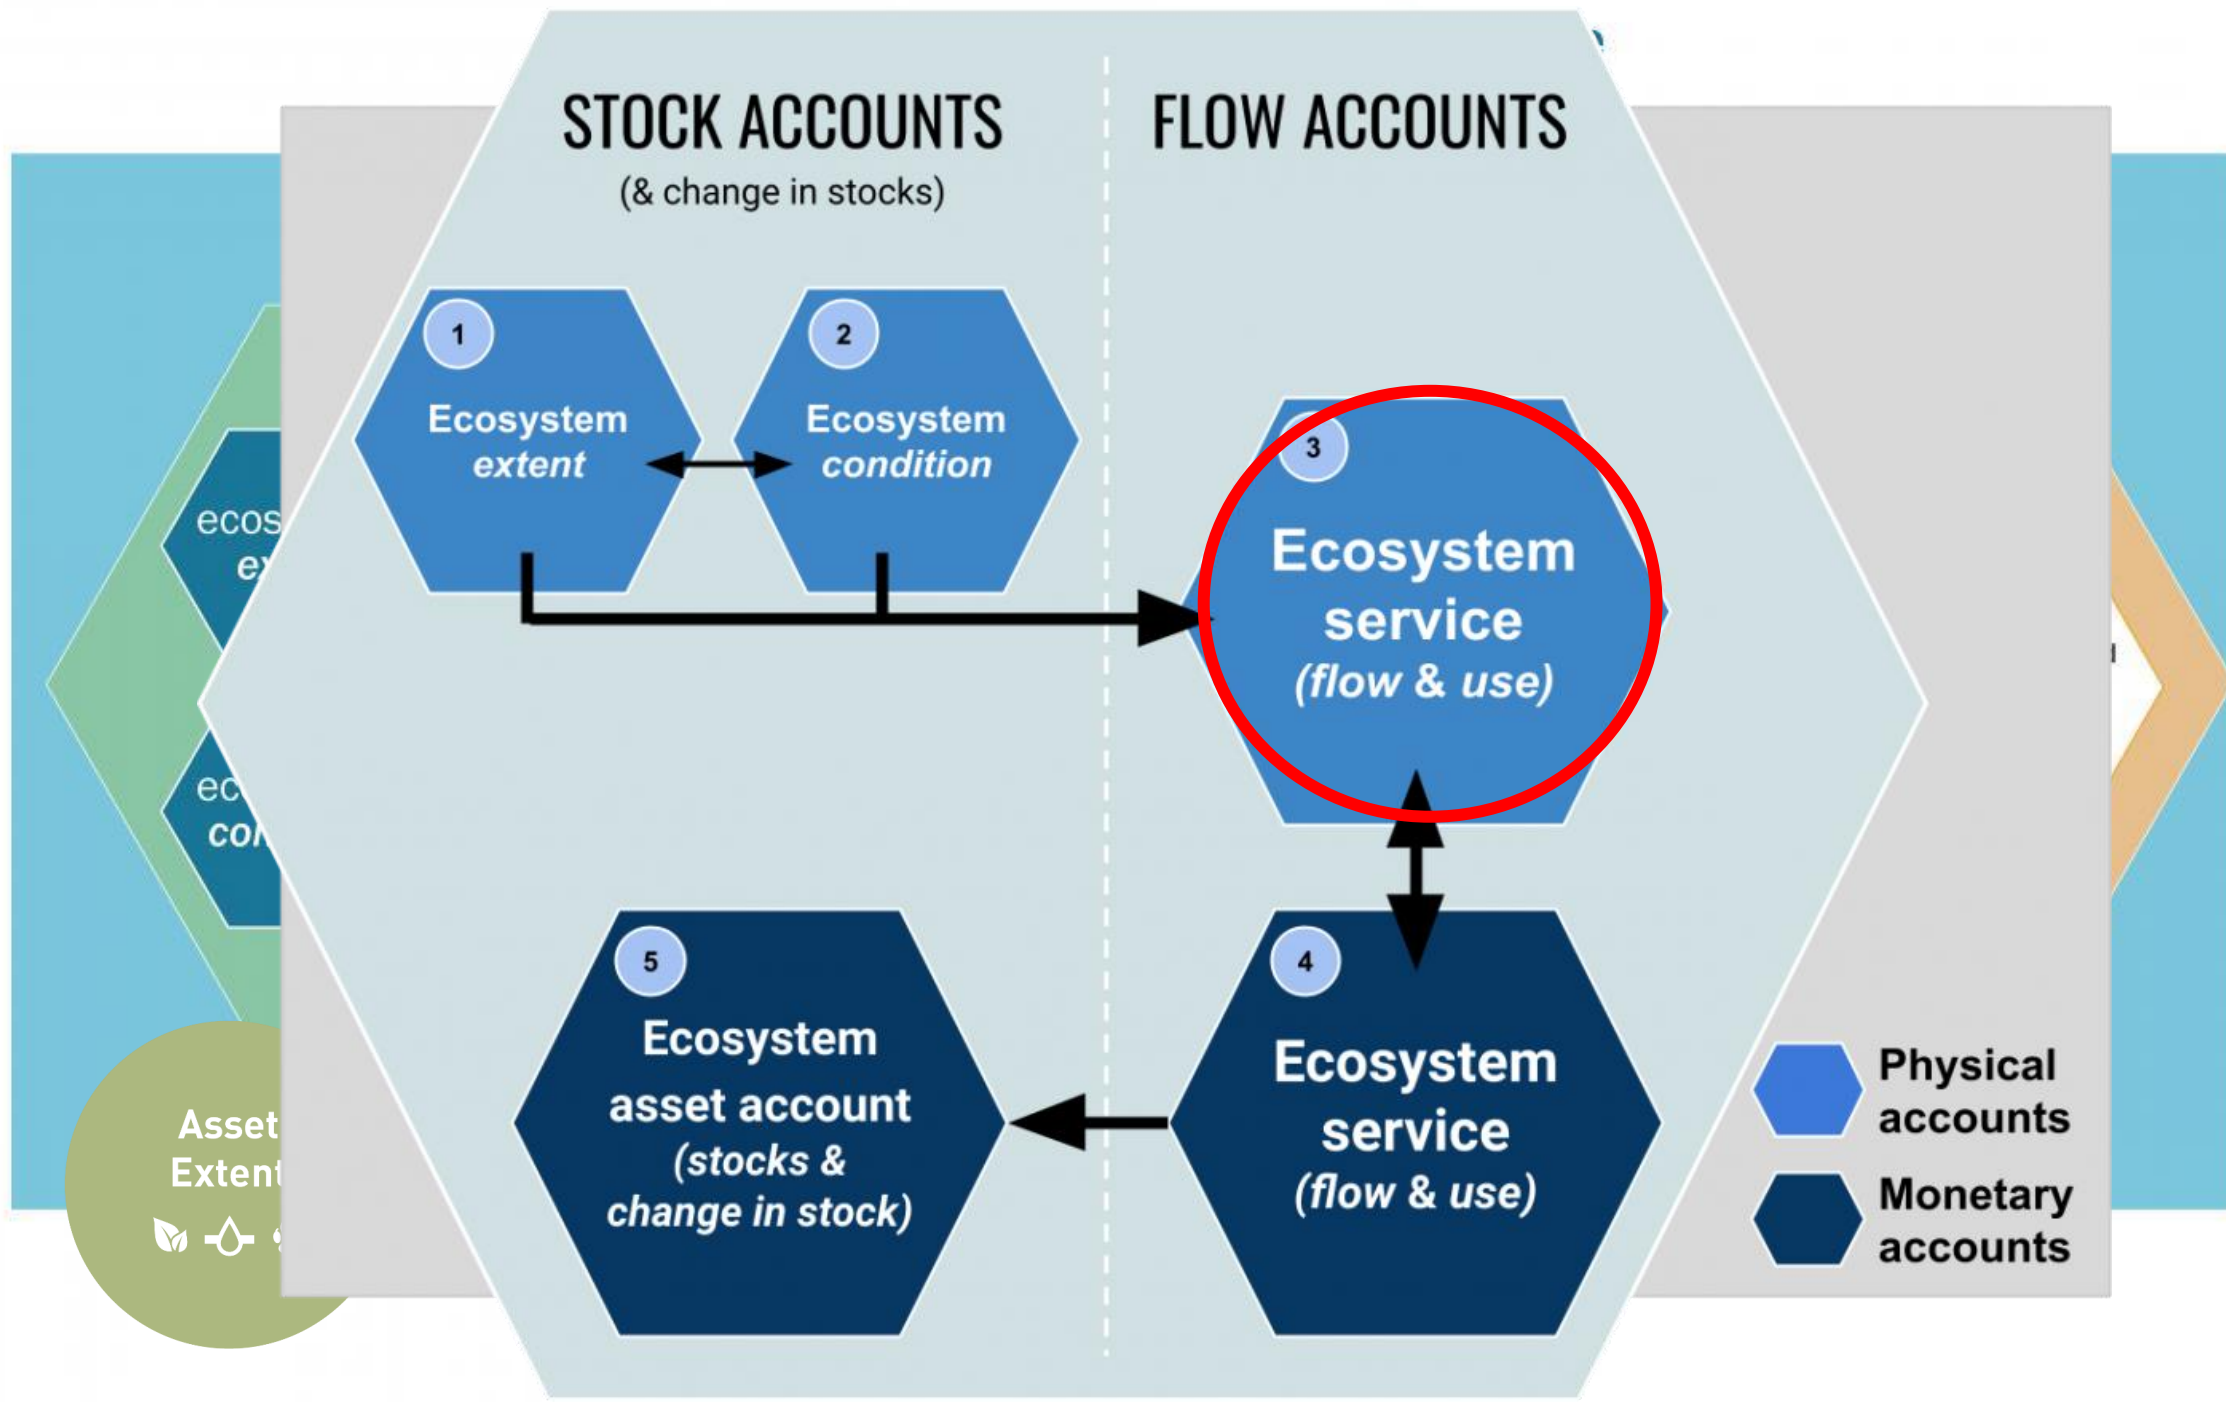 STOCK ACCOUNTS
(& change in stocks)
FLOW ACCOUNTS
1
Ecosystem
extent
2
Ecosystem
condition
3
Ecosystem
service
(flow & use)
5
Ecosystem
asset account
(stocks &
change in stock)
4
Ecosystem
service
(flow & use)
Physical
accounts
Monetary
accounts
Asset
Extent